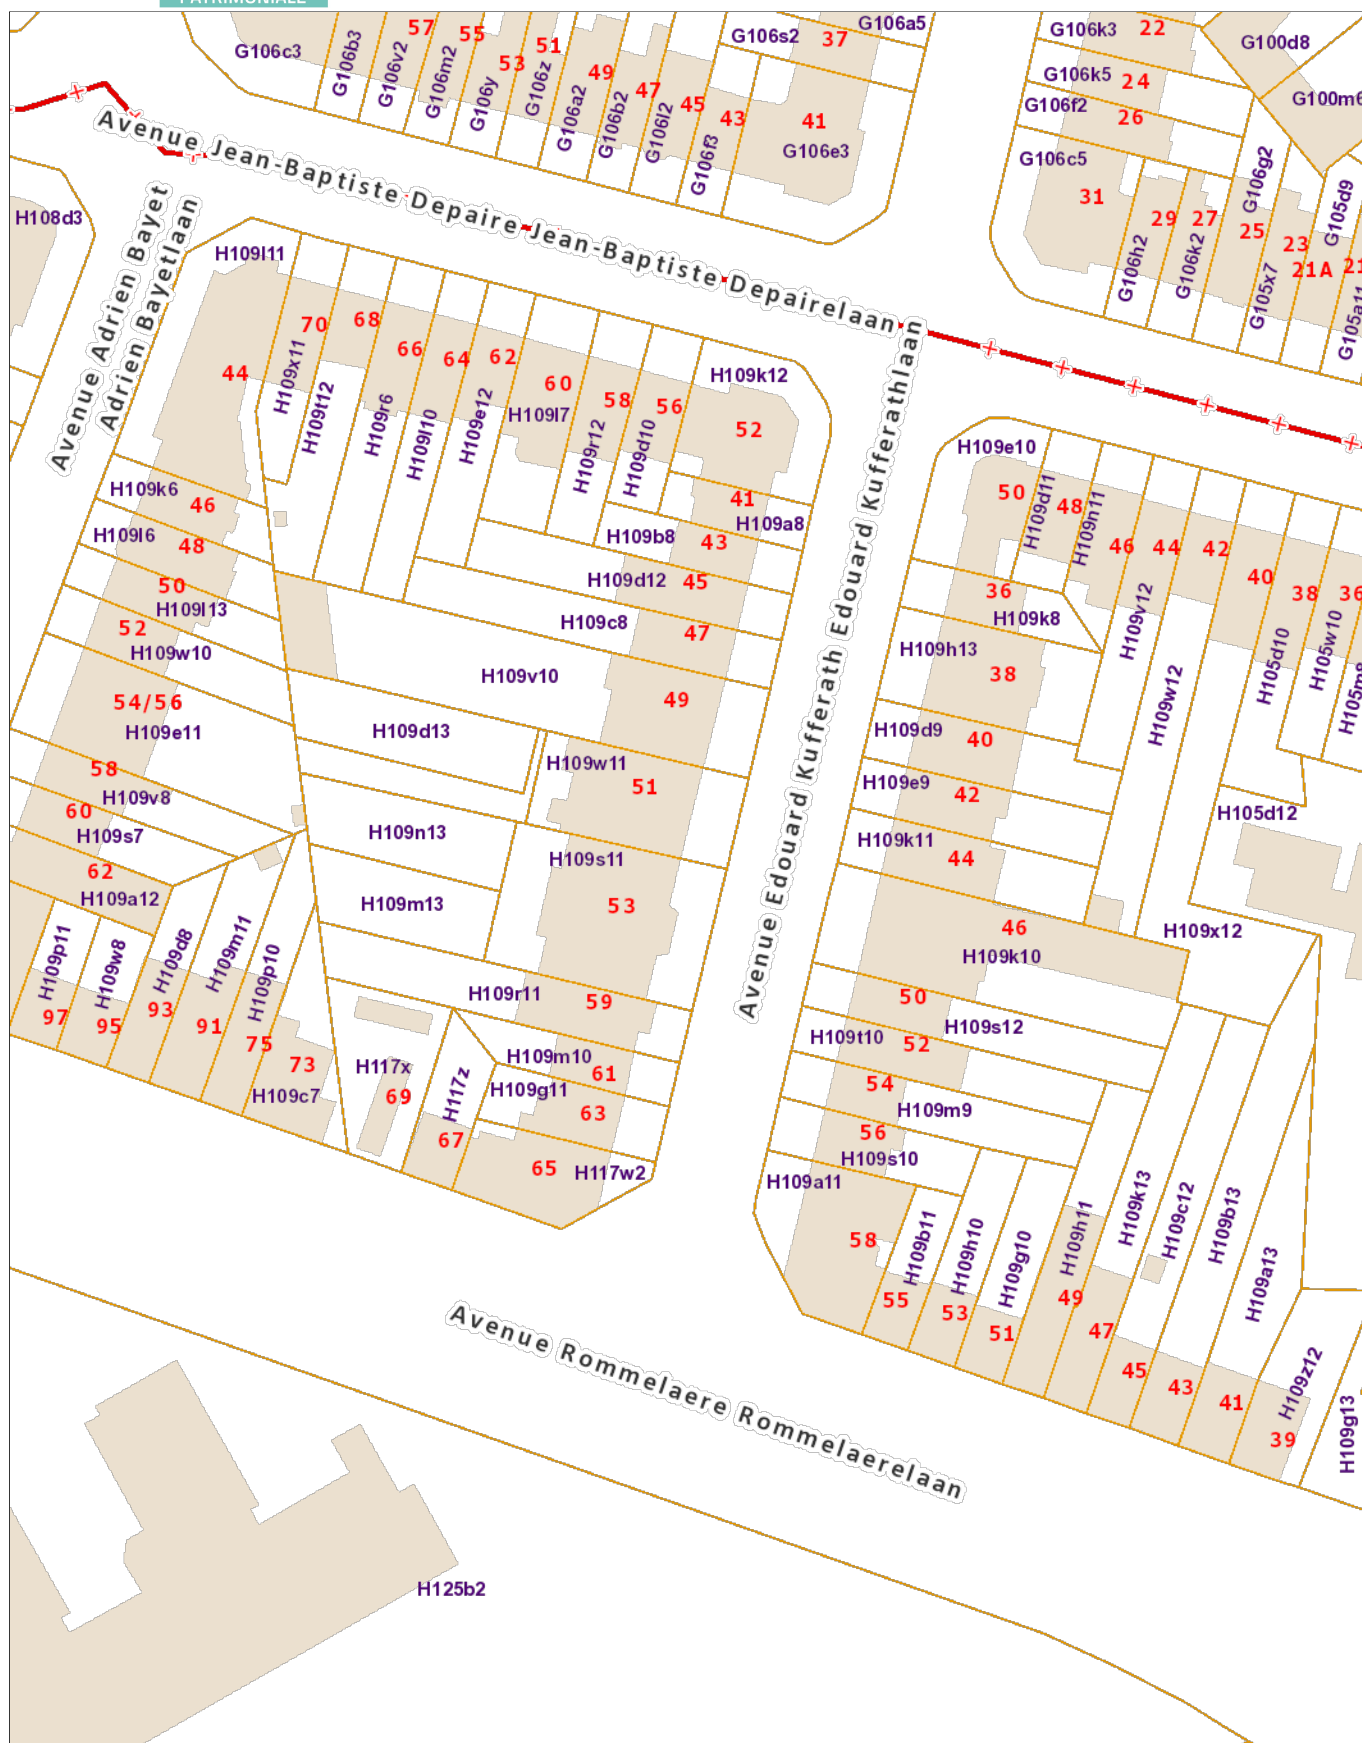 PATRIMONIALE
G106c3
G106b3
G106v2
57
G106m2
55
G106y
53
51
G106z
49
G106a2
G106b2
47
G106l2
45
G106f3
43
G106s2
37
G106a5
41
G106e3
G106k3
22
G106k5
24
G106f2
26
G106c5
31
G100d8
G106h2
29
G106k2
27
G106g2
25
G105x7
23
21A
G105d9
G105a11
Avenue Jean-Baptiste Depaire Jean-Baptiste Depairelaan
Avenue Adrien Bayet
Adrien Bayetlaan
Avenue Edouard Kufferath Edouard Kufferathlaan
Avenue Rommelaere Rommelaerelaan
H108d3
H109l11
44
70
H109x11
H109t12
68
66
H109r6
64
H109l10
62
H109e12
60
H109l7
58
H109r12
56
H109d10
H109k12
52
41
H109a8
H109b8
43
H109d12
45
H109c8
47
H109v10
49
H109d13
H109w11
51
H109n13
H109s11
H109m13
53
H109r11
59
H109m10
61
H109g11
63
H117x
69
H117z
67
65
H117w2
H109k6
46
H109l6
48
50
H109l13
52
H109w10
54/56
H109e11
58
H109v8
60
H109s7
62
H109a12
H109p11
97
H109w8
95
H109d8
93
H109m11
91
H109p10
75
73
H109c7
H109e10
50
H109d11
48
H109n11
46
H109v12
44
H109w12
42
40
H105d10
38
H105w10
36
H109k8
H109h13
38
H109d9
40
H109e9
42
H109k11
44
46
H109k10
H109x12
H105d12
50
H109s12
H109t10
52
54
H109m9
56
H109s10
H109a11
58
H109b11
55
H109h10
53
H109g10
51
H109h11
49
H109k13
47
H109c12
45
H109b13
43
H109a13
41
H109z12
39
H109g13
H125b2